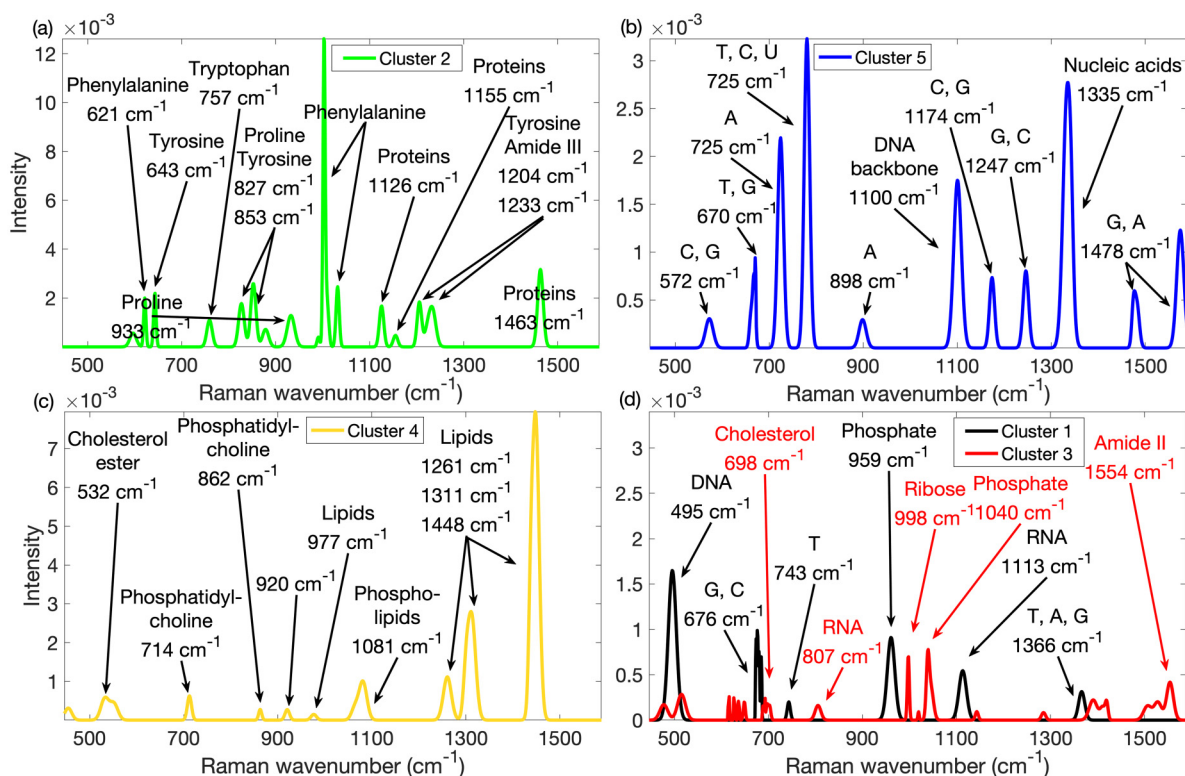 (a)
×10⁻³
12
10
8
6
4
2
Intensity
Cluster 2
Phenylalanine
621 cm⁻¹
Tyrosine
643 cm⁻¹
Tryptophan
757 cm⁻¹
Proline
Tyrosine
827 cm⁻¹
853 cm⁻¹
Proline
933 cm⁻¹
Phenylalanine
Proteins
1126 cm⁻¹
Proteins
1155 cm⁻¹
Tyrosine
Amide III
1204 cm⁻¹
1233 cm⁻¹
Proteins
1463 cm⁻¹
500 700 900 1100 1300 1500
Raman wavenumber (cm⁻¹)
(b)
×10⁻³
3
2.5
2
1.5
1
0.5
Cluster 5
T, C, U
725 cm⁻¹
A
725 cm⁻¹
T, G
670 cm⁻¹
C, G
572 cm⁻¹
A
898 cm⁻¹
DNA
backbone
1100 cm⁻¹
C, G
1174 cm⁻¹
G, C
1247 cm⁻¹
Nucleic acids
1335 cm⁻¹
G, A
1478 cm⁻¹
500 700 900 1100 1300 1500
Raman wavenumber (cm⁻¹)
(c)
×10⁻³
7
6
5
4
3
2
1
Intensity
Cluster 4
Cholesterol
ester
532 cm⁻¹
Phosphatidyl-
choline
714 cm⁻¹
Phosphatidyl-
choline
862 cm⁻¹
920 cm⁻¹
Lipids
977 cm⁻¹
Phospho-
lipids
1081 cm⁻¹
Lipids
1261 cm⁻¹
1311 cm⁻¹
1448 cm⁻¹
500 700 900 1100 1300 1500
Raman wavenumber (cm⁻¹)
(d)
×10⁻³
3
2.5
2
1.5
1
0.5
0
Cluster 1
Cluster 3
DNA
495 cm⁻¹
G, C
676 cm⁻¹
Cholesterol
698 cm⁻¹
T
743 cm⁻¹
RNA
807 cm⁻¹
Phosphate
959 cm⁻¹
Ribose
998 cm⁻¹
Phosphate
1040 cm⁻¹
RNA
1113 cm⁻¹
T, A, G
1366 cm⁻¹
Amide II
1554 cm⁻¹
500 700 900 1100 1300 1500
Raman wavenumber (cm⁻¹)